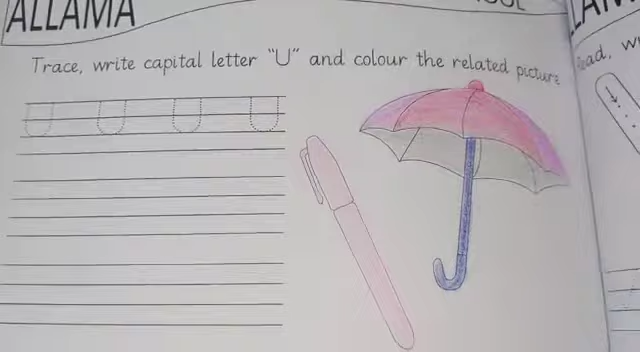 ALLAMA
Trace, write capital letter "U" and colour the related picture
U U U U